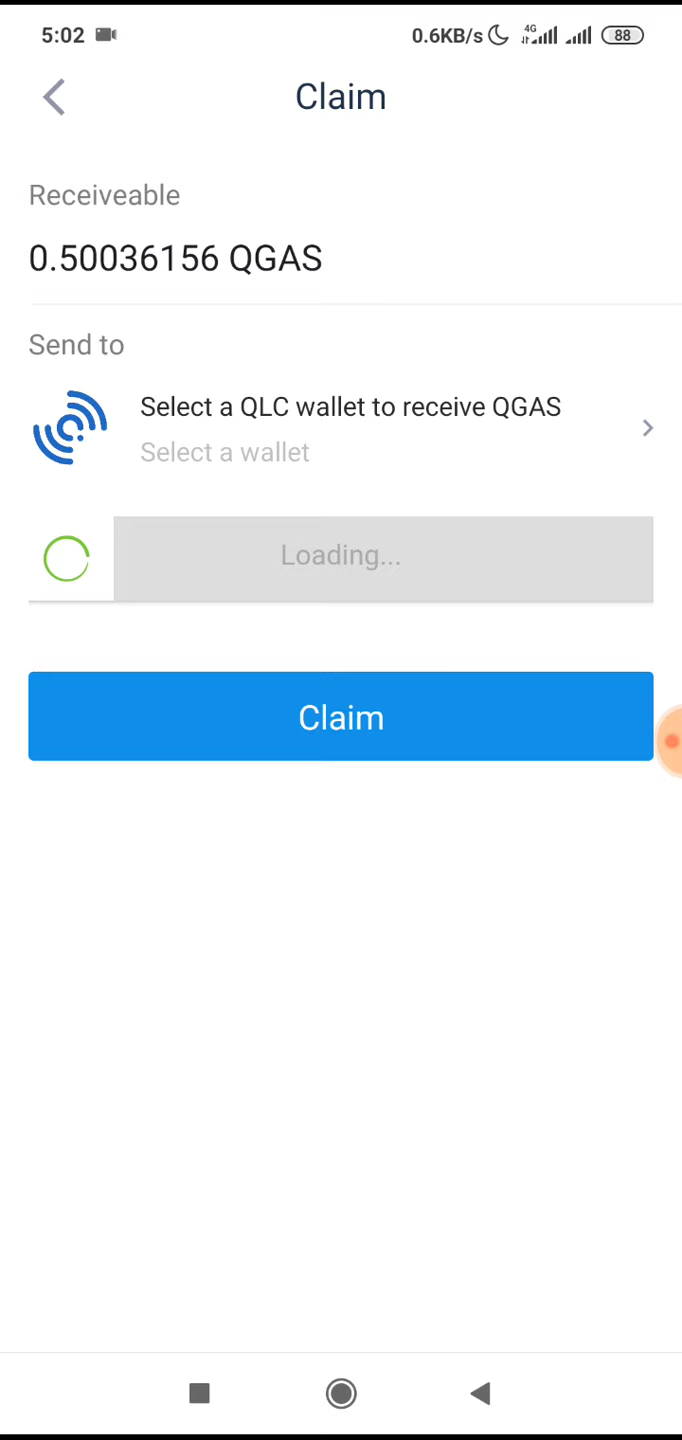 5:02 0.6KB/s 4G 88
Claim
Receiveable
0.50036156 QGAS
Send to
Select a QLC wallet to receive QGAS
Select a wallet
Loading...
Claim